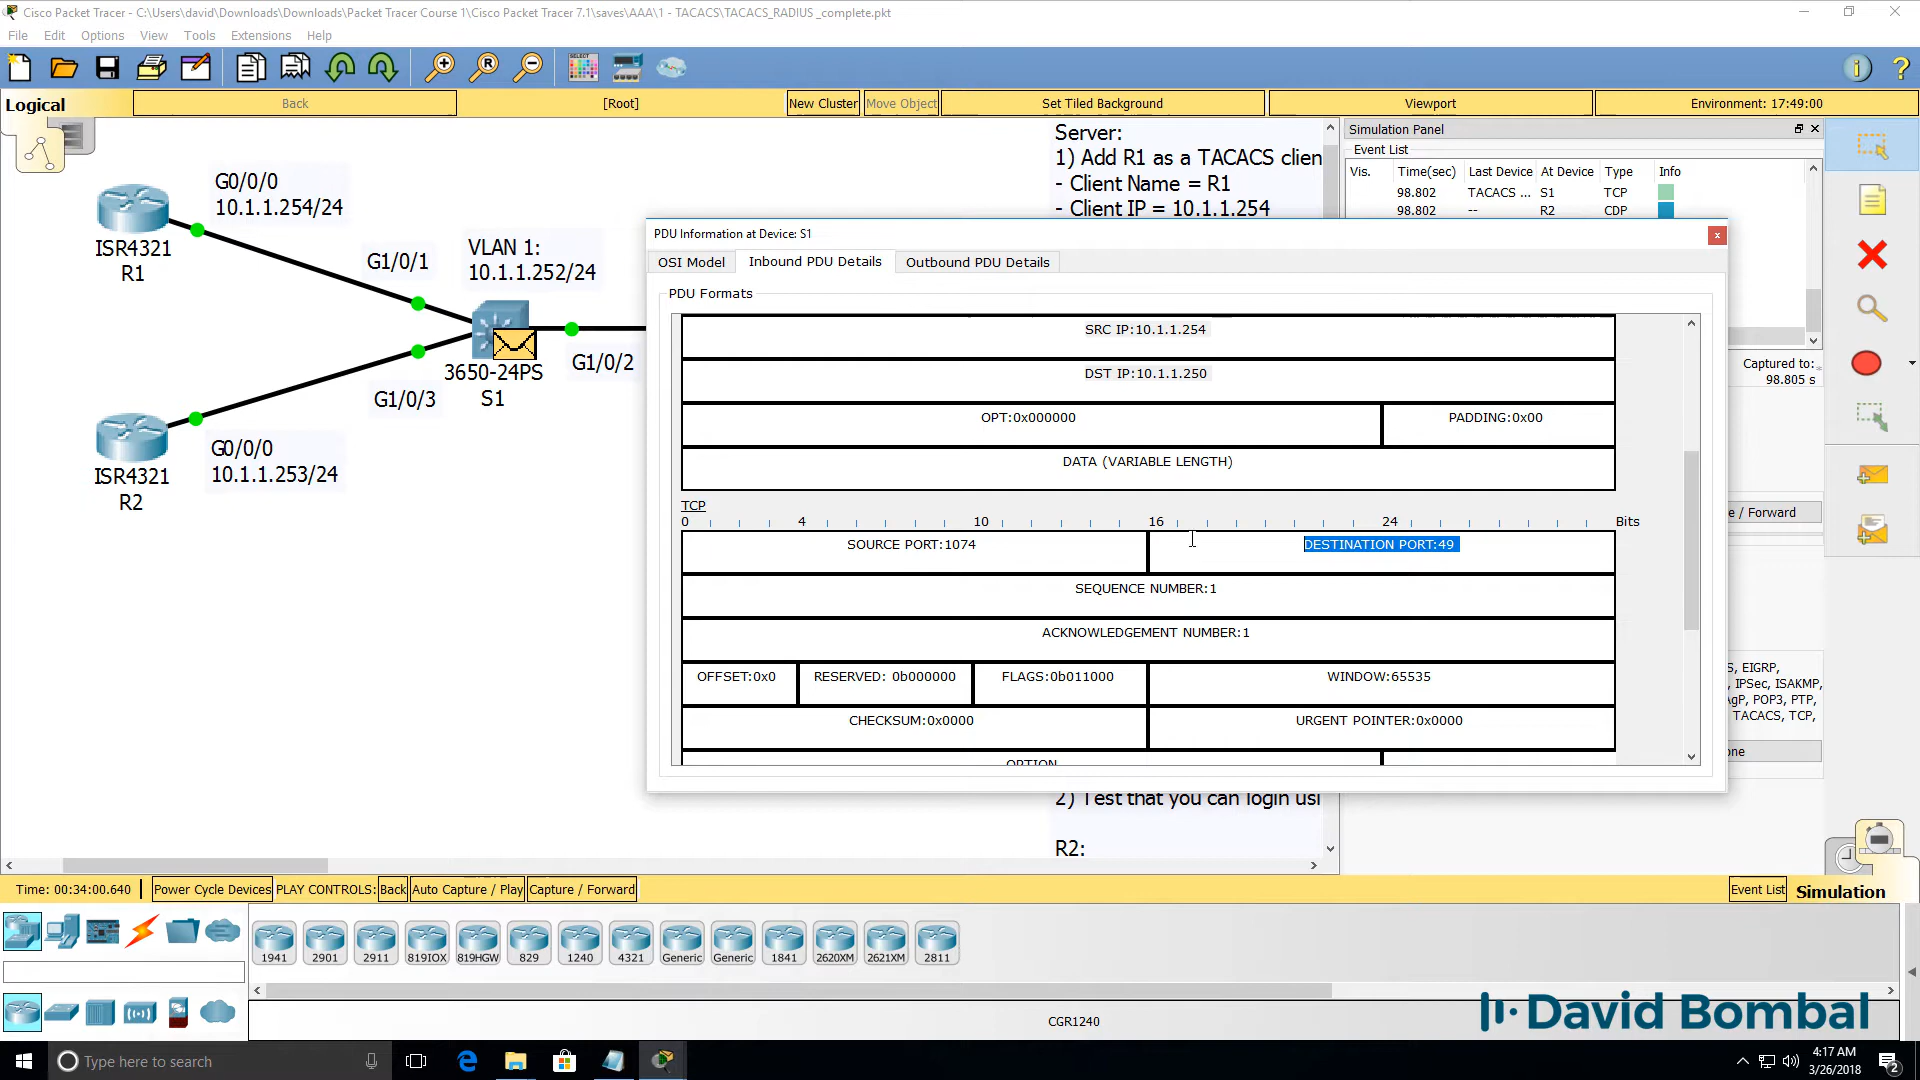 Cisco Packet Tracer - C:\Users\david\Downloads\Downloads\Packet Tracer Course 1\Cisco Packet Tracer 7.1\saves\AAA\1 - TACACS\TACACS_RADIUS _complete.pkt
File Edit Options View Tools Extensions Help
Logical Back [Root] New Cluster Move Object Set Tiled Background Viewport Environment: 17:49:00
Server:
1) Add R1 as a TACACS clien
- Client Name = R1
- Client IP = 10.1.1.254
G0/0/0
10.1.1.254/24
ISR4321
R1
G1/0/1
VLAN 1:
10.1.1.252/24
3650-24PS
S1
G1/0/2
G1/0/3
G0/0/0
10.1.1.253/24
ISR4321
R2
Simulation Panel
Event List
Vis. Time(sec) Last Device At Device Type Info
98.802 TACACS ... S1 TCP
98.802 -- R2 CDP
Captured to:
98.805 s
e / Forward
S, EIGRP,
, IPSec, ISAKMP,
AgP, POP3, PTP,
TACACS, TCP,
one
PDU Information at Device: S1
OSI Model Inbound PDU Details Outbound PDU Details
PDU Formats
SRC IP:10.1.1.254
DST IP:10.1.1.250
OPT:0x000000 PADDING:0x00
DATA (VARIABLE LENGTH)
TCP
0 4 10 16 24 Bits
SOURCE PORT:1074 DESTINATION PORT:49
SEQUENCE NUMBER:1
ACKNOWLEDGEMENT NUMBER:1
OFFSET:0x0 RESERVED: 0b000000 FLAGS:0b011000 WINDOW:65535
CHECKSUM:0x0000 URGENT POINTER:0x0000
OPTION
2) Test that you can login usi
R2:
Time: 00:34:00.640 Power Cycle Devices PLAY CONTROLS: Back Auto Capture / Play Capture / Forward Event List Simulation
1941 2901 2911 819IOX 819HGW 829 1240 4321 Generic Generic 1841 2620XM 2621XM 2811
CGR1240
David Bombal
Type here to search
4:17 AM
3/26/2018
2